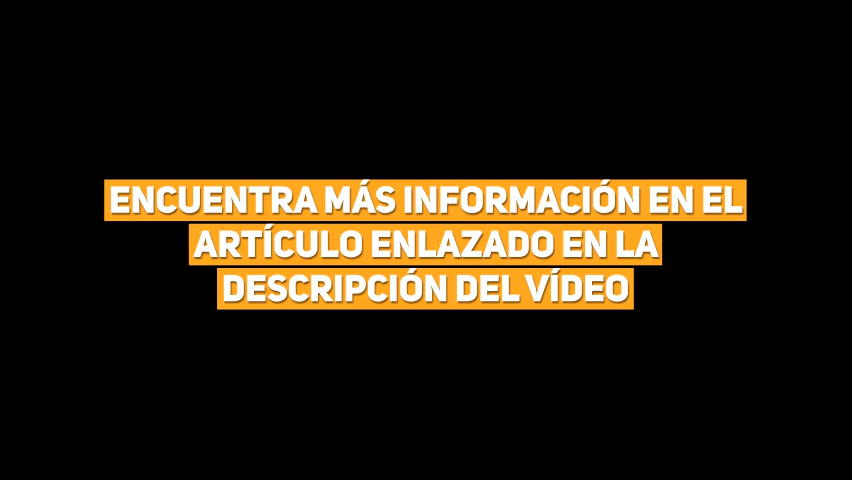 ENCUENTRA MÁS INFORMACIÓN EN EL
ARTÍCULO ENLAZADO EN LA
DESCRIPCIÓN DEL VÍDEO